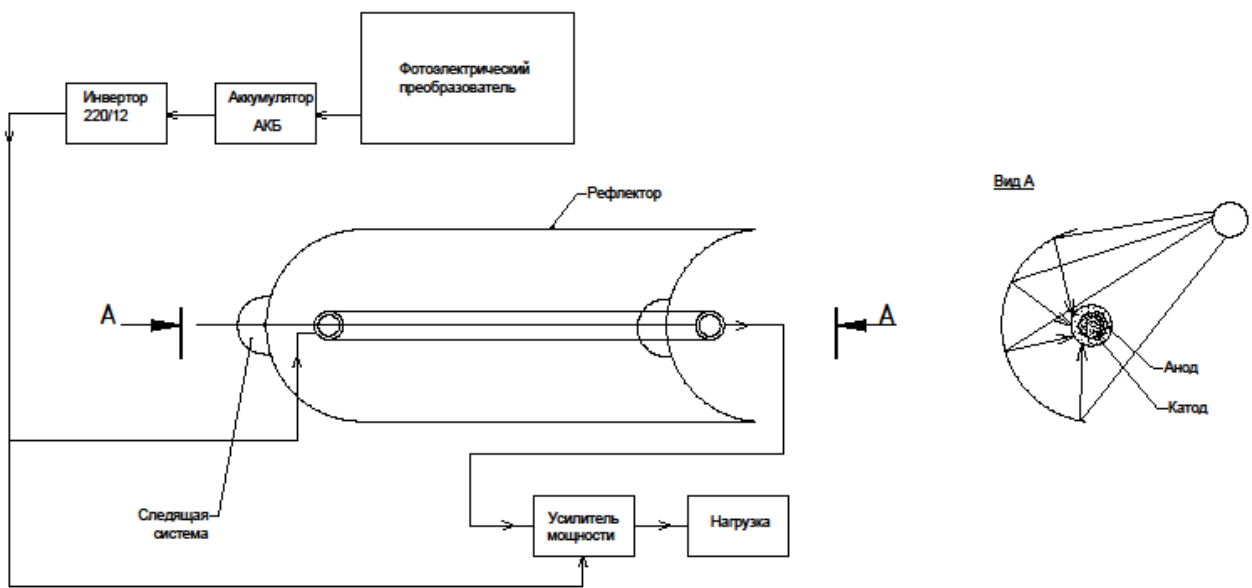 Фотоэлектрический
преобразователь
Инвертор
220/12
Аккумулятор
АКБ
Рефлектор
Вид А
А
А
Анод
Катод
Следящая
система
Усилитель
мощности
Нагрузка